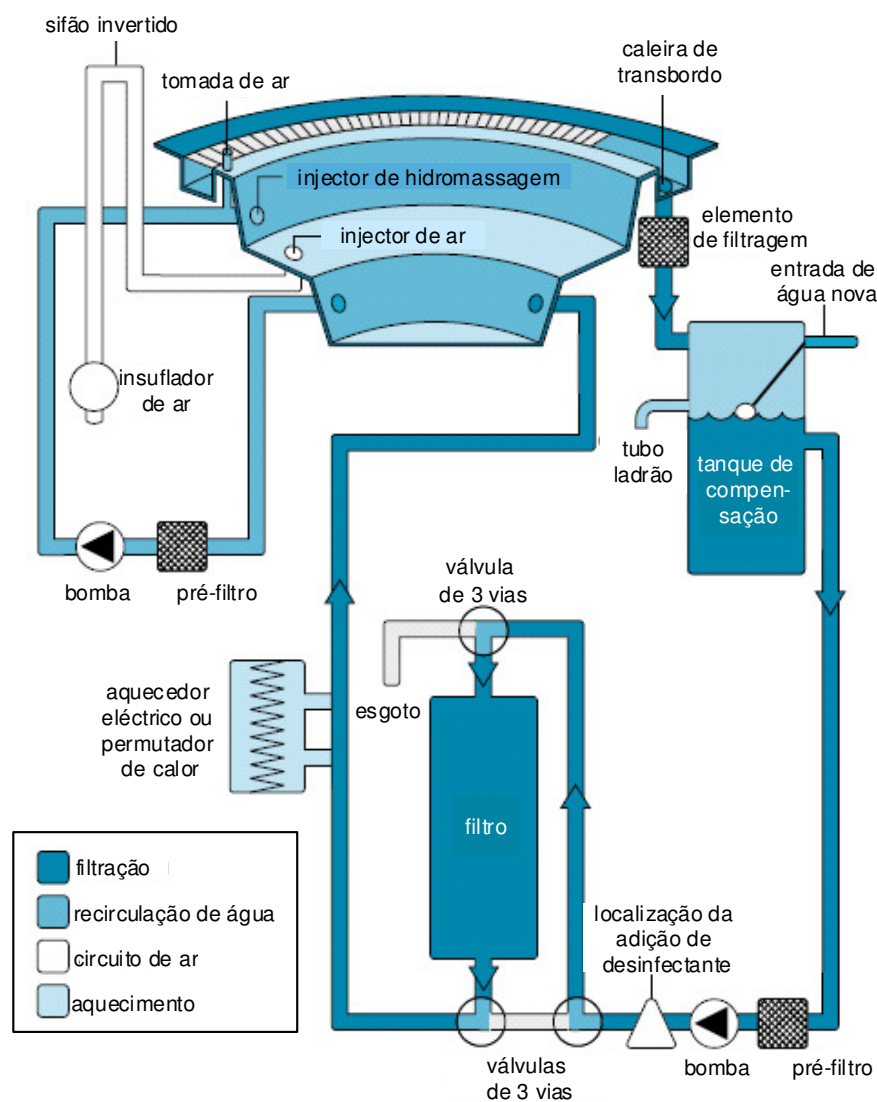 sifão invertido
tomada de ar
caleira de
transbordo
injector de hidromassagem
injector de ar
elemento
de filtragem
entrada de
água nova
insuflador
de ar
tubo
ladrão
tanque de
compen-
sação
bomba
pré-filtro
válvula
de 3 vias
aquecedor
eléctrico ou
permutador
de calor
esgoto
filtro
filtração
recirculação de água
circuito de ar
aquecimento
localização da
adição de
desinfectante
válvulas
de 3 vias
bomba
pré-filtro